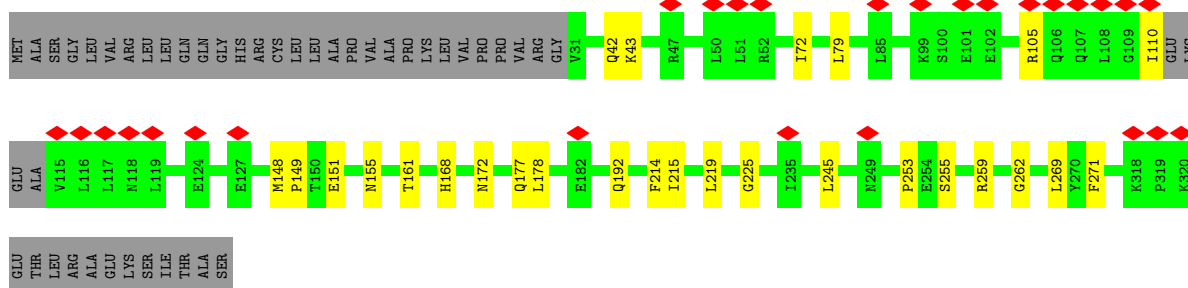 MET ALA SER GLY LEU VAL ARG LEU LEU GLN GLN GLY HIS ARG CYS LEU LEU ALA PRO VAL ALA PRO LYS LEU VAL PRO PRO VAL ARG GLY V31 Q42 K43 R47 L50 L51 R52 I72 L79 L85 K99 S100 E101 E102 R105 Q106 Q107 L108 G109 I110 GLU LYS
GLU ALA V115 L116 L117 N118 L119 E124 E127 M148 P149 T150 E151 N155 T161 H168 N172 Q177 L178 E182 Q192 F214 I215 L219 G225 I235 L245 N249 P253 E254 S255 R259 G262 L269 Y270 F271 K318 P319 K320
GLU THR LEU ARG ALA GLU LYS SER ILE THR ALA SER